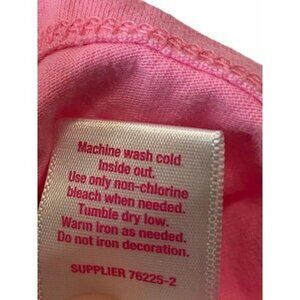 Machine wash cold
Inside out.
Use only non-chlorine
bleach when needed.
Tumble dry low.
Warm iron as needed.
Do not iron decoration.
SUPPLIER 76225-2